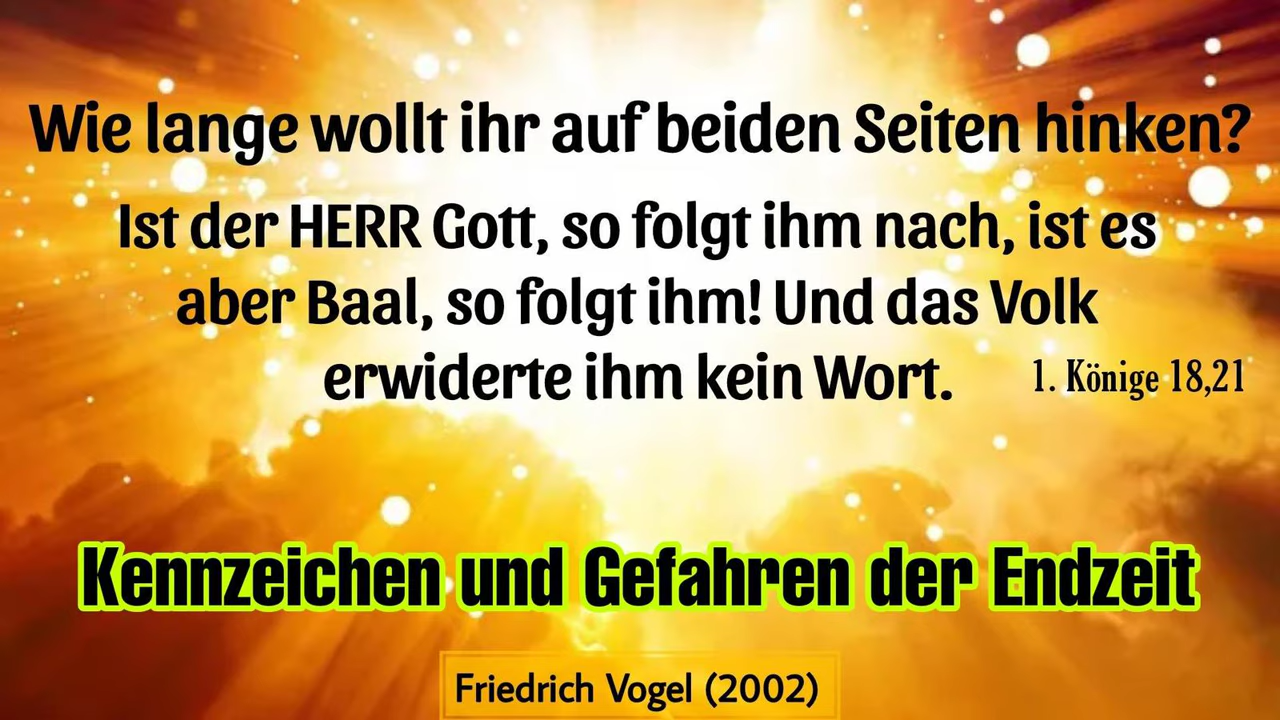 Wie lange wollt ihr auf beiden Seiten hinken?
Ist der HERR Gott, so folgt ihm nach, ist es
aber Baal, so folgt ihm! Und das Volk
erwiderte ihm kein Wort. 1. Könige 18,21
Kennzeichen und Gefahren der Endzeit
Friedrich Vogel (2002)